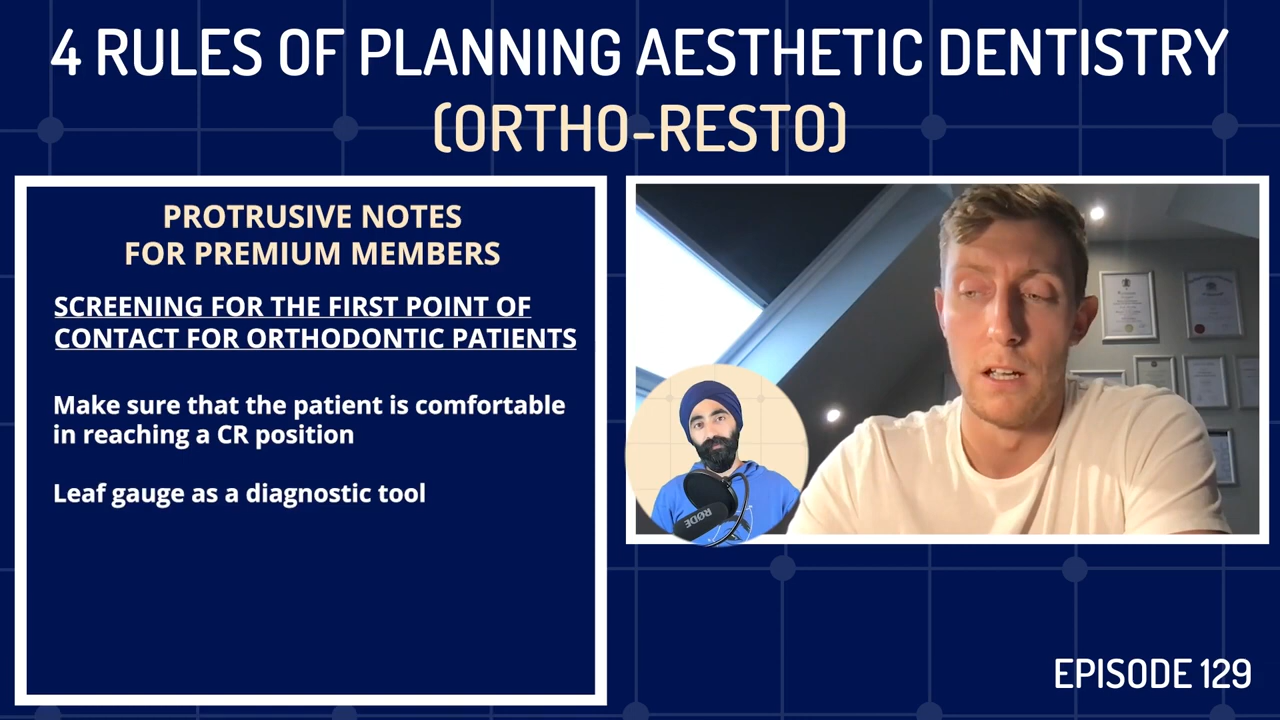 4 RULES OF PLANNING AESTHETIC DENTISTRY
(ORTHO-RESTO)
PROTRUSIVE NOTES
FOR PREMIUM MEMBERS
SCREENING FOR THE FIRST POINT OF
CONTACT FOR ORTHODONTIC PATIENTS
Make sure that the patient is comfortable
in reaching a CR position
Leaf gauge as a diagnostic tool
RØDE
EPISODE 129